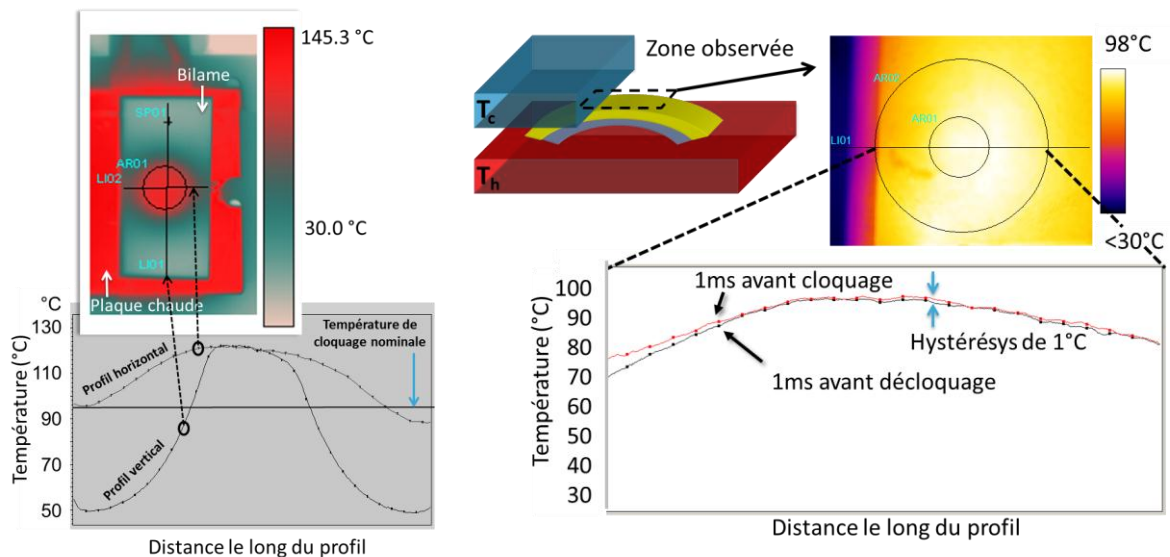 145.3 °C
Bilame
SP01
AR01
LI02
30.0 °C
LI01
Plaque chaude
°C
Température (°C)
130
110
90
70
50
Température de
cloquage nominale
Profil horizontal
Profil vertical
Distance le long du profil
Zone observée
Tc
Th
98°C
AR02
AR01
LI01
<30°C
Température (°C)
100
90
80
70
60
50
40
30
1ms avant cloquage
Hystérésys de 1°C
1ms avant décloquage
Distance le long du profil